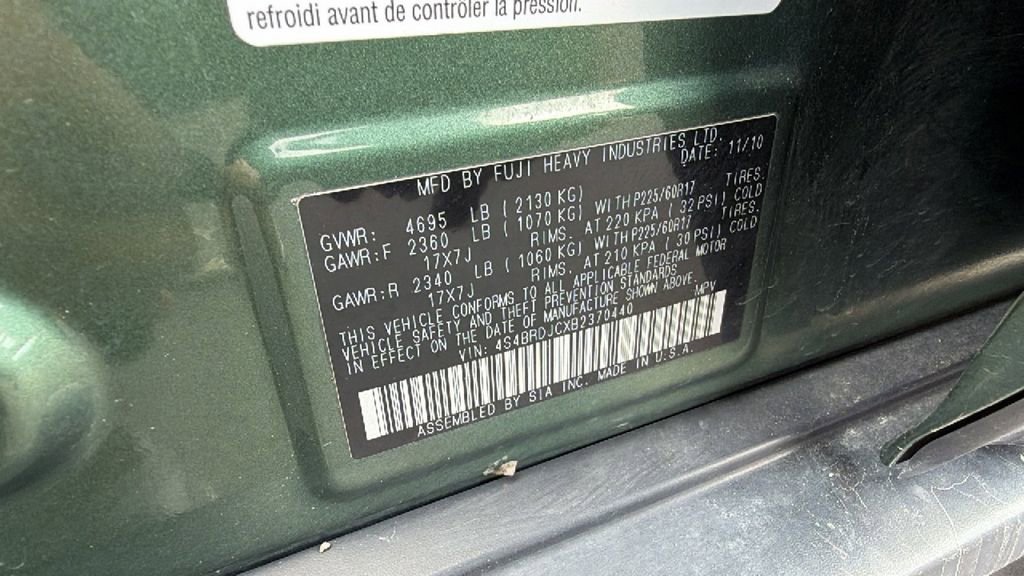 refroidi avant de contrôler la pression.
MFD BY FUJI HEAVY INDUSTRIES LTD.
DATE: 11/10
GVWR: 4695 LB ( 2130 KG)
GAWR:F 2360 LB ( 1070 KG) WITH P225/60R17 TIRES.
17X7J RIMS. AT 220 KPA ( 32 PSI) COLD
GAWR:R 2340 LB ( 1060 KG) WITH P225/60R17 TIRES.
17X7J RIMS. AT 210 KPA ( 30 PSI) COLD
THIS VEHICLE CONFORMS TO ALL APPLICABLE FEDERAL MOTOR
VEHICLE SAFETY AND THEFT PREVENTION STANDARDS
IN EFFECT ON THE DATE OF MANUFACTURE SHOWN ABOVE.
VIN: 4S4BRDJCXB2370440 MPV
ASSEMBLED BY SIA INC. MADE IN U.S.A.